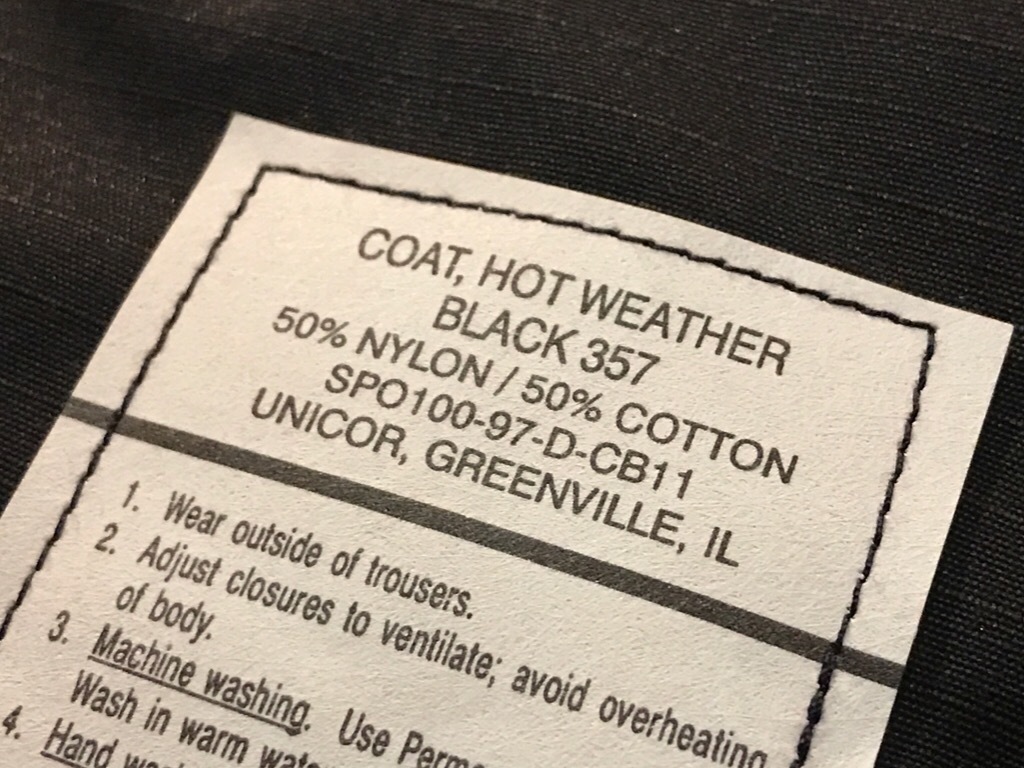 COAT, HOT WEATHER
BLACK 357
50% NYLON / 50% COTTON
SPO100-97-D-CB11
UNICOR, GREENVILLE, IL
1. Wear outside of trousers.
2. Adjust closures to ventilate; avoid overheating
of body.
3. Machine washing. Use
Wash in warm
4. Hand